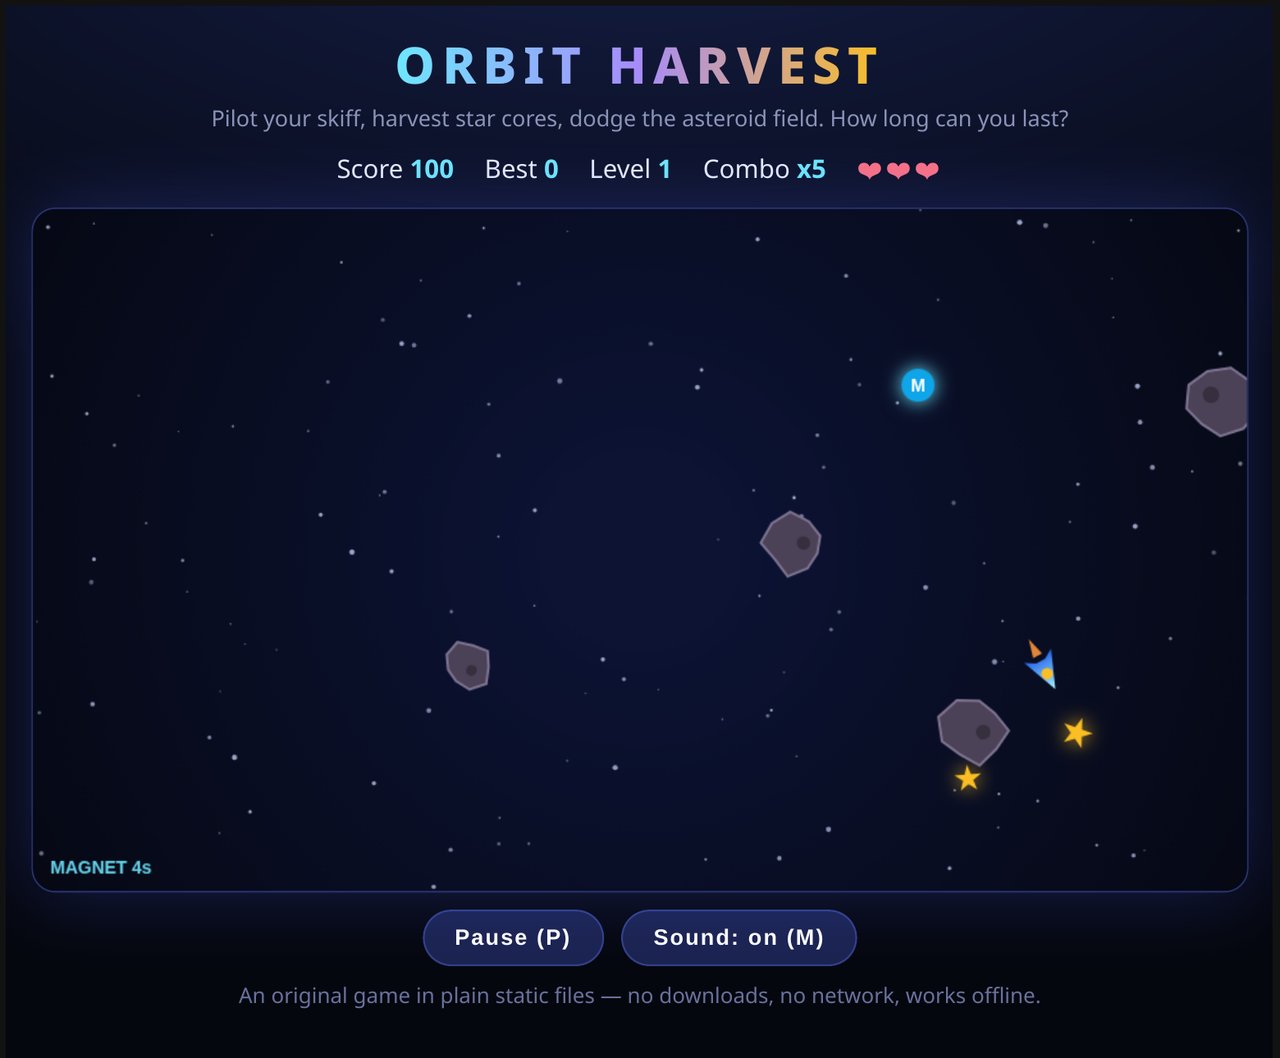 ORBIT HARVEST
Pilot your skiff, harvest star cores, dodge the asteroid field. How long can you last?
Score 100 Best 0 Level 1 Combo x5 ❤❤❤
M
MAGNET 4s
Pause (P) Sound: on (M)
An original game in plain static files — no downloads, no network, works offline.